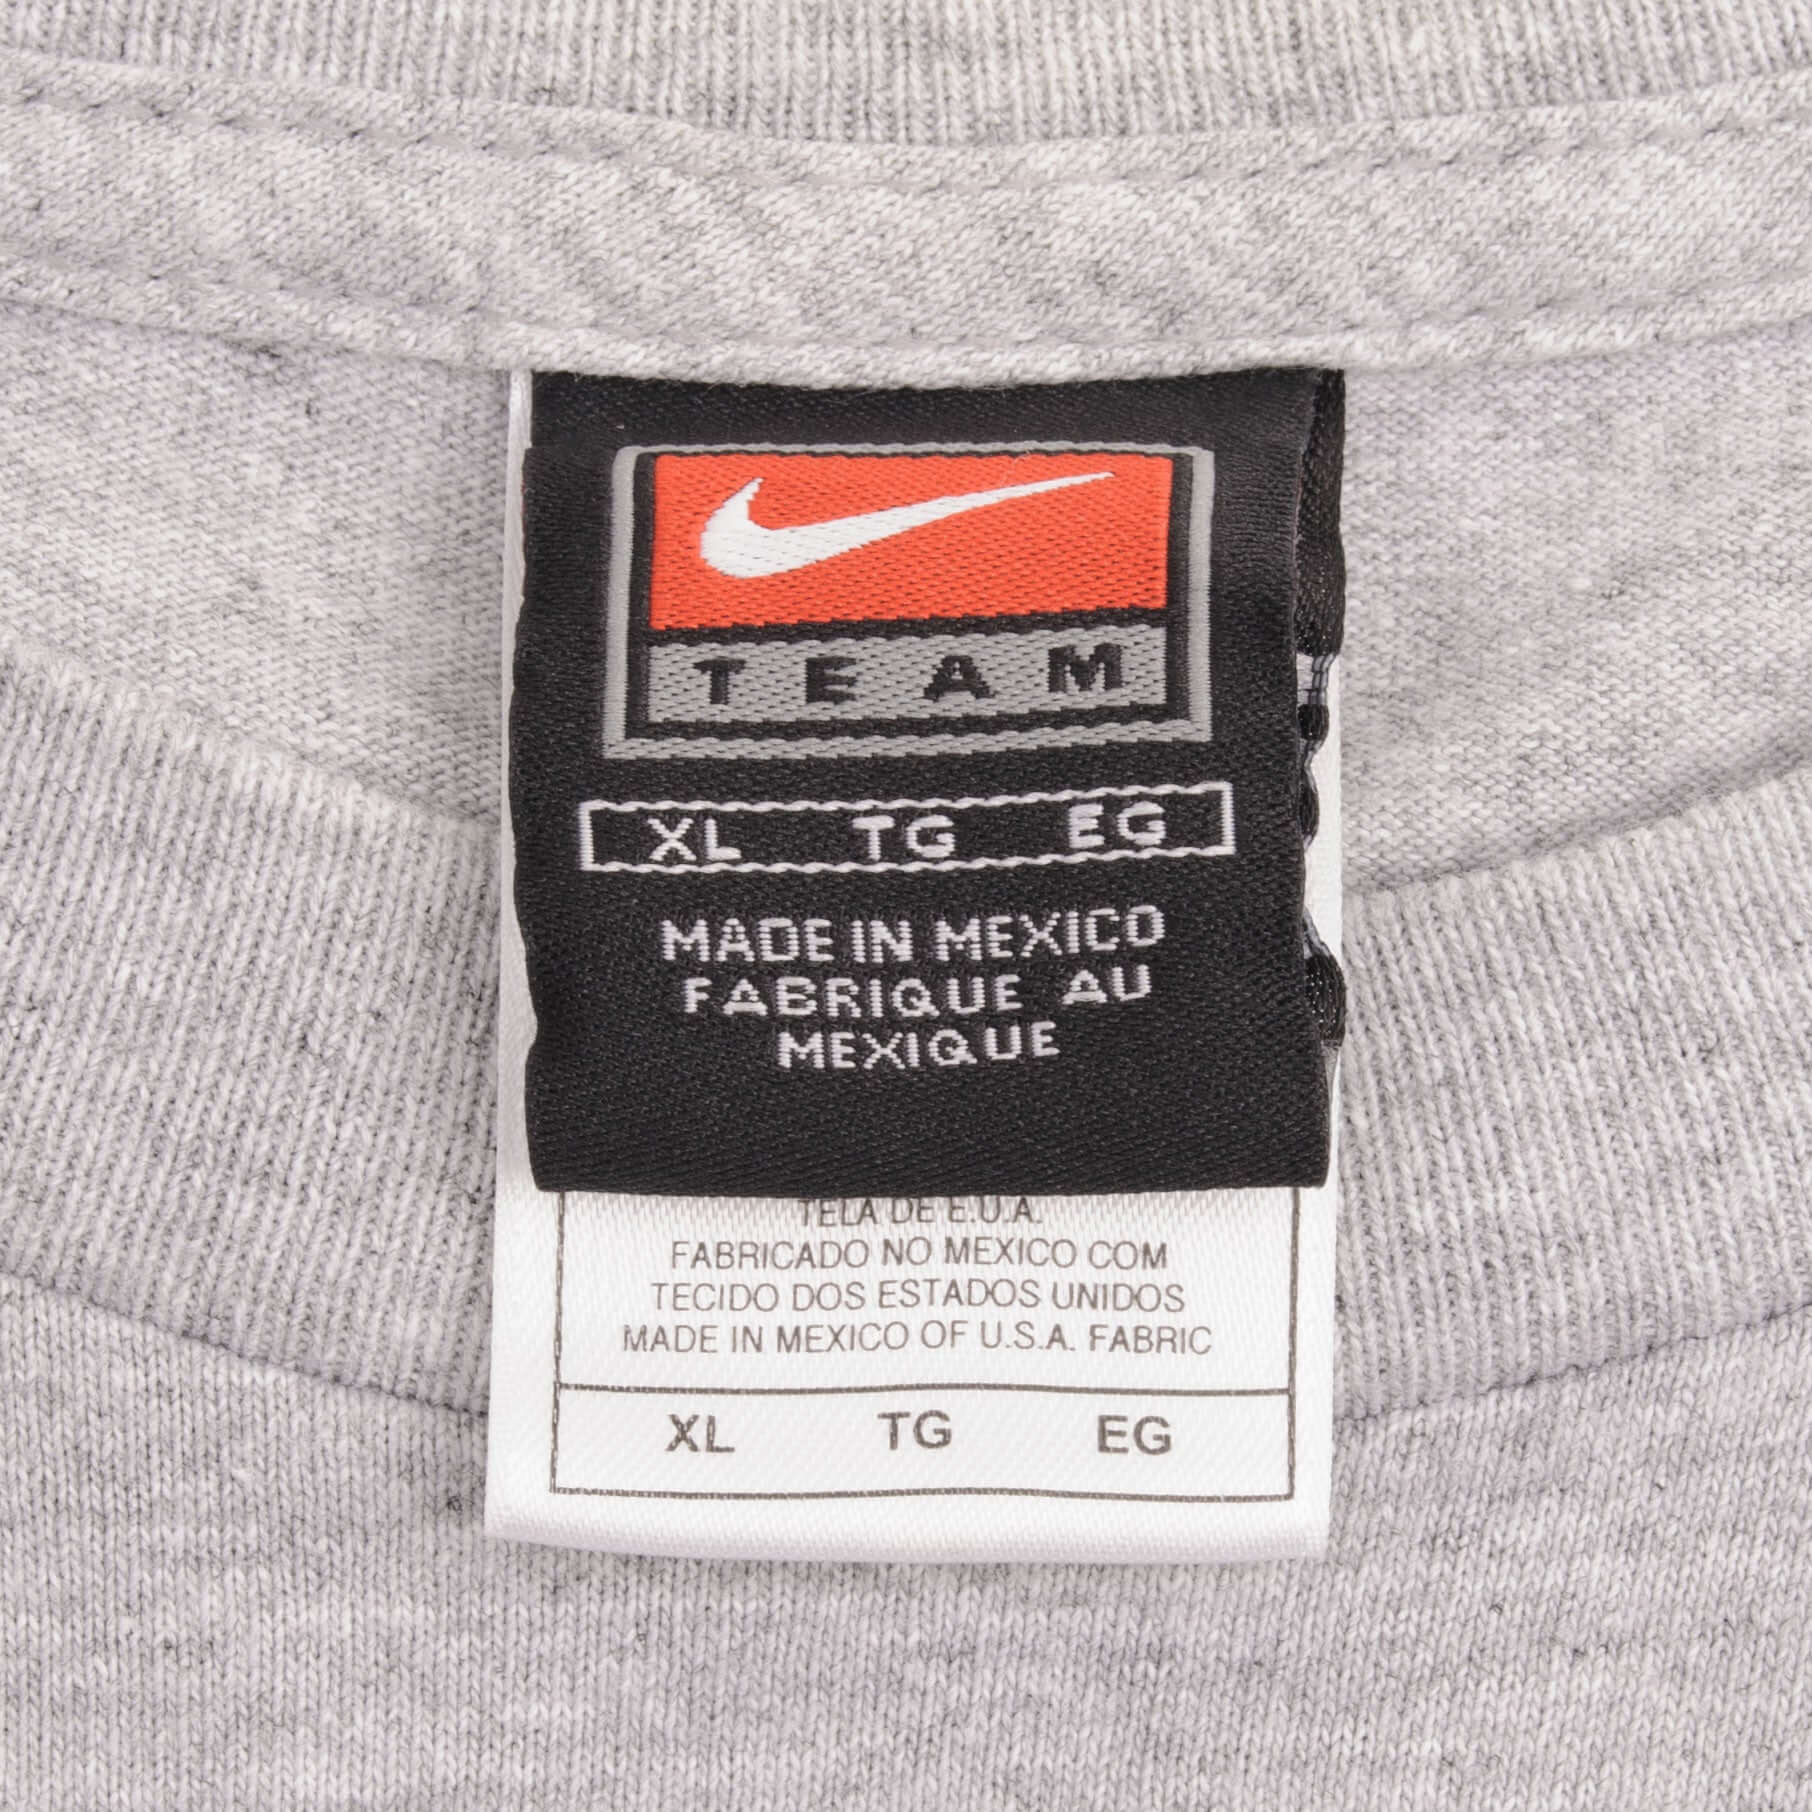 TEAM
XL TG EG
MADE IN MEXICO
FABRIQUE AU
MEXIQUE
TELA DE E.U.A.
FABRICADO NO MEXICO COM
TECIDO DOS ESTADOS UNIDOS
MADE IN MEXICO OF U.S.A. FABRIC
XL TG EG